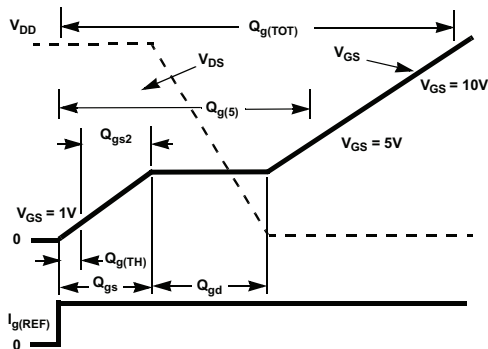 V_DD
Q_g(TOT)
V_DS
V_GS
V_GS = 10V
Q_g(5)
Q_gs2
V_GS = 5V
V_GS = 1V
0
Q_g(TH)
Q_gs
Q_gd
I_g(REF)
0